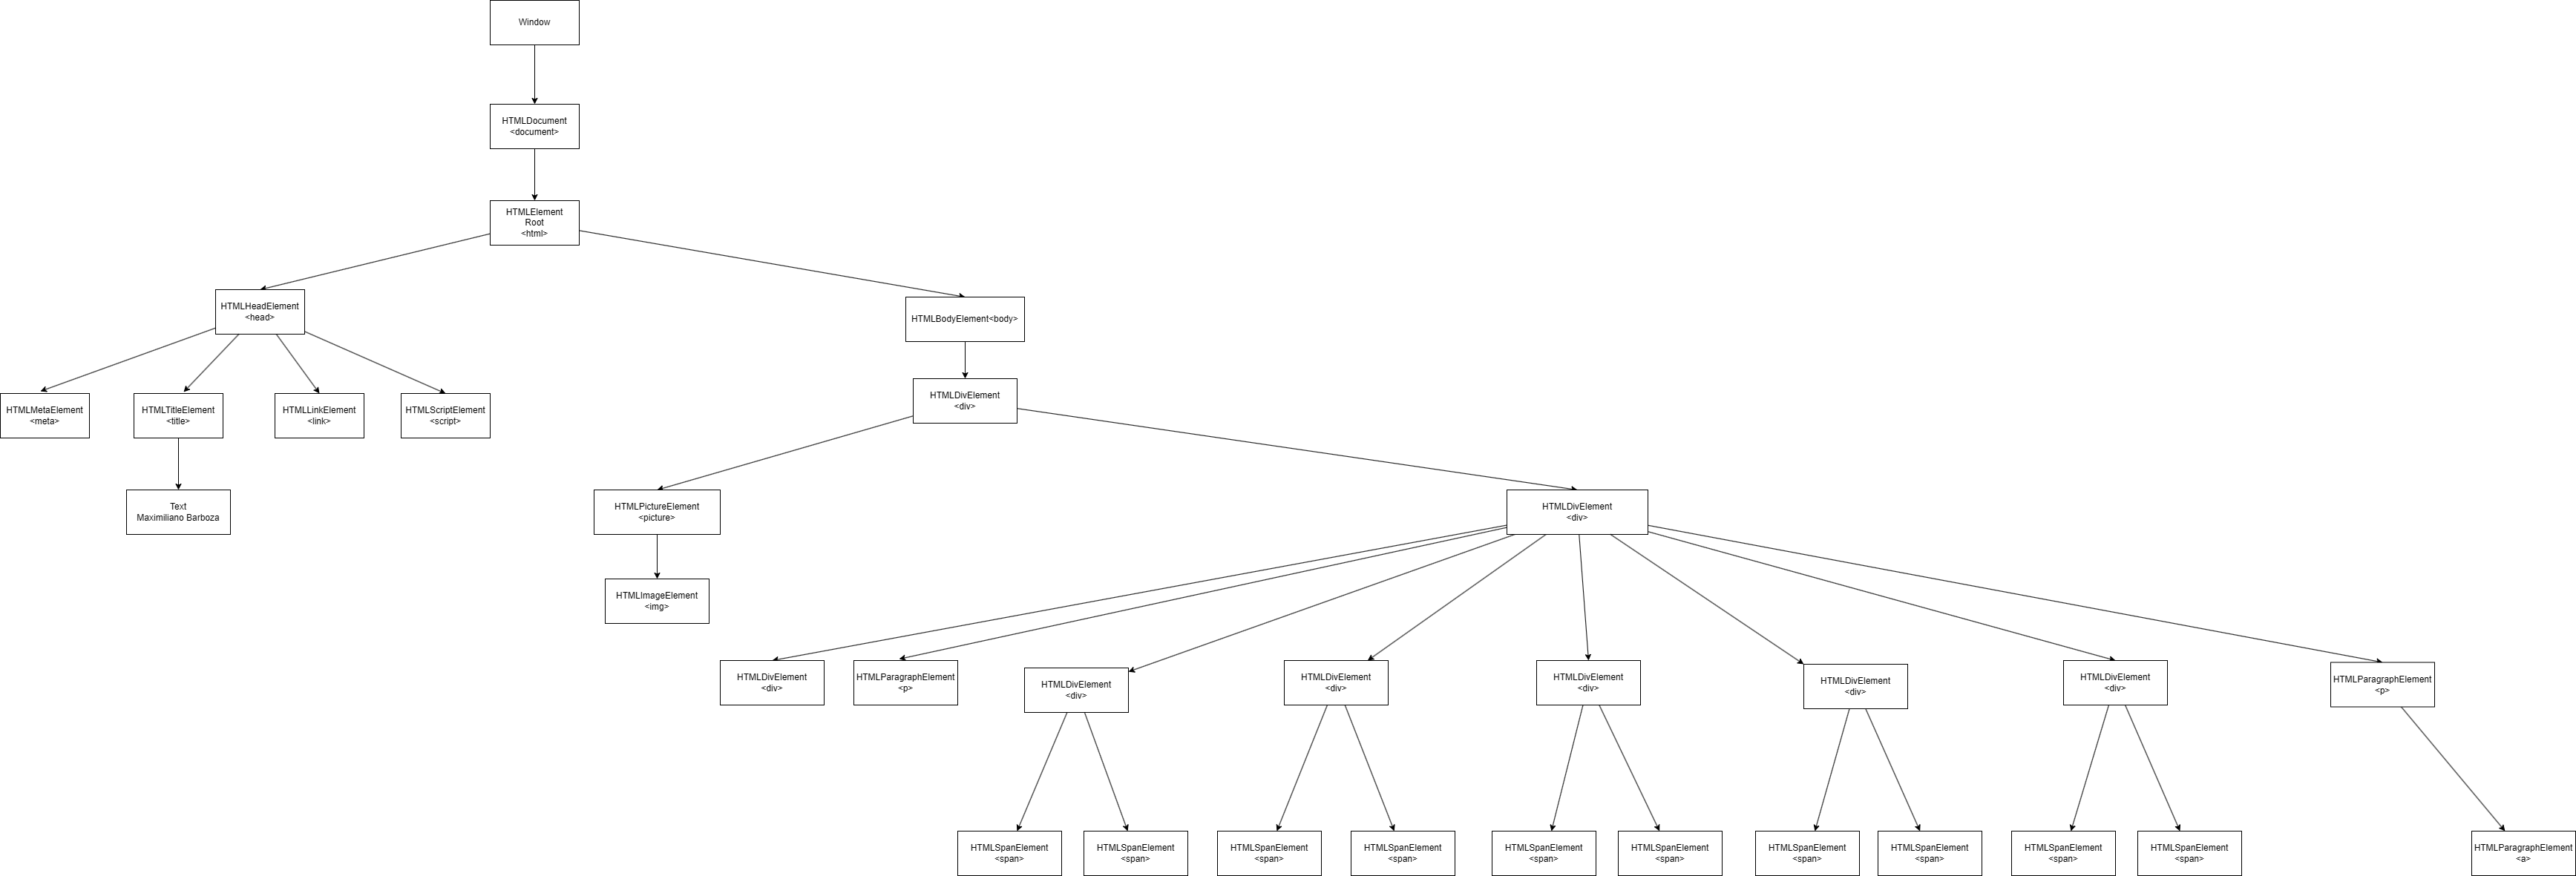 Window
HTMLDocument
<document>
HTMLElement
Root
<html>
HTMLHeadElement
<head>
HTMLBodyElement<body>
HTMLDivElement
<div>
HTMLMetaElement
<meta>
HTMLTitleElement
<title>
HTMLLinkElement
<link>
HTMLScriptElement
<script>
Text
Maximiliano Barboza
HTMLPictureElement
<picture>
HTMLDivElement
<div>
HTMLImageElement
<img>
HTMLDivElement
<div>
HTMLParagraphElement
<p>
HTMLDivElement
<div>
HTMLDivElement
<div>
HTMLDivElement
<div>
HTMLDivElement
<div>
HTMLDivElement
<div>
HTMLParagraphElement
<p>
HTMLSpanElement
<span>
HTMLSpanElement
<span>
HTMLSpanElement
<span>
HTMLSpanElement
<span>
HTMLSpanElement
<span>
HTMLSpanElement
<span>
HTMLSpanElement
<span>
HTMLSpanElement
<span>
HTMLSpanElement
<span>
HTMLSpanElement
<span>
HTMLParagraphElement
<a>